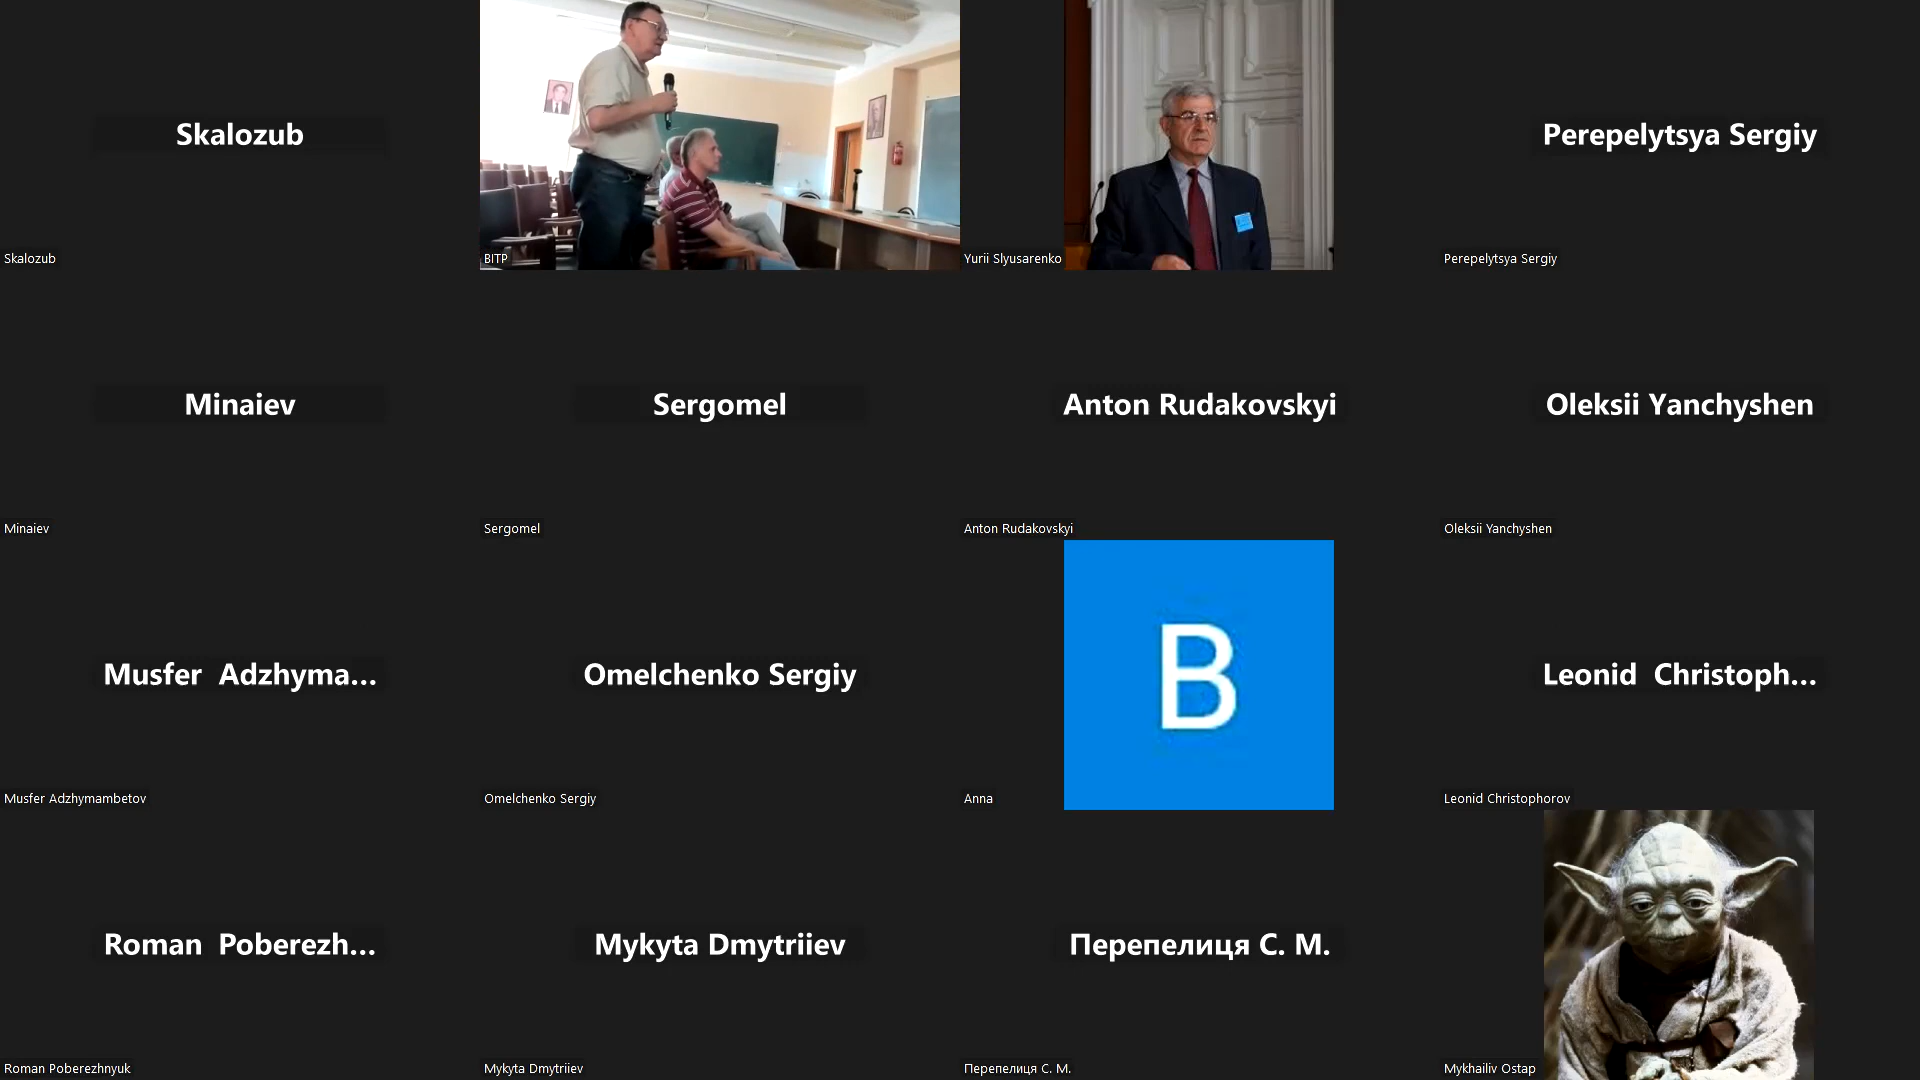 Skalozub
Skalozub
BITP
Yurii Slyusarenko
Perepelytsya Sergiy
Perepelytsya Sergiy
Minaiev
Minaiev
Sergomel
Sergomel
Anton Rudakovskyi
Anton Rudakovskyi
Oleksii Yanchyshen
Oleksii Yanchyshen
Musfer Adzhyma...
Musfer Adzhymambetov
Omelchenko Sergiy
Omelchenko Sergiy
B
Anna
Leonid Christoph...
Leonid Christophorov
Roman Poberezh...
Roman Poberezhnyuk
Mykyta Dmytriiev
Mykyta Dmytriiev
Перепелиця С. М.
Перепелиця С. М.
Mykhailiv Ostap